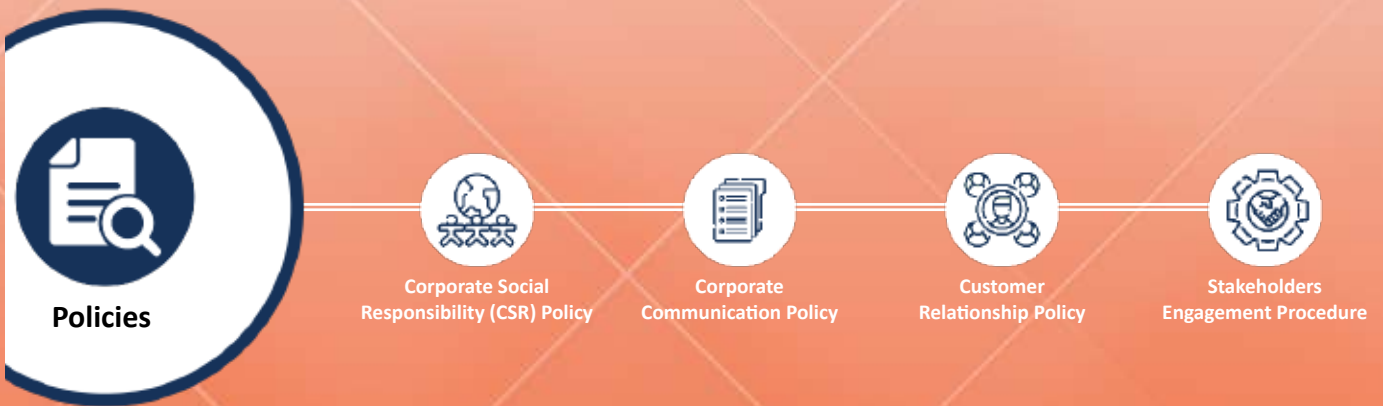 Policies
Corporate Social
Responsibility (CSR) Policy
Corporate
Communication Policy
Customer
Relationship Policy
Stakeholders
Engagement Procedure